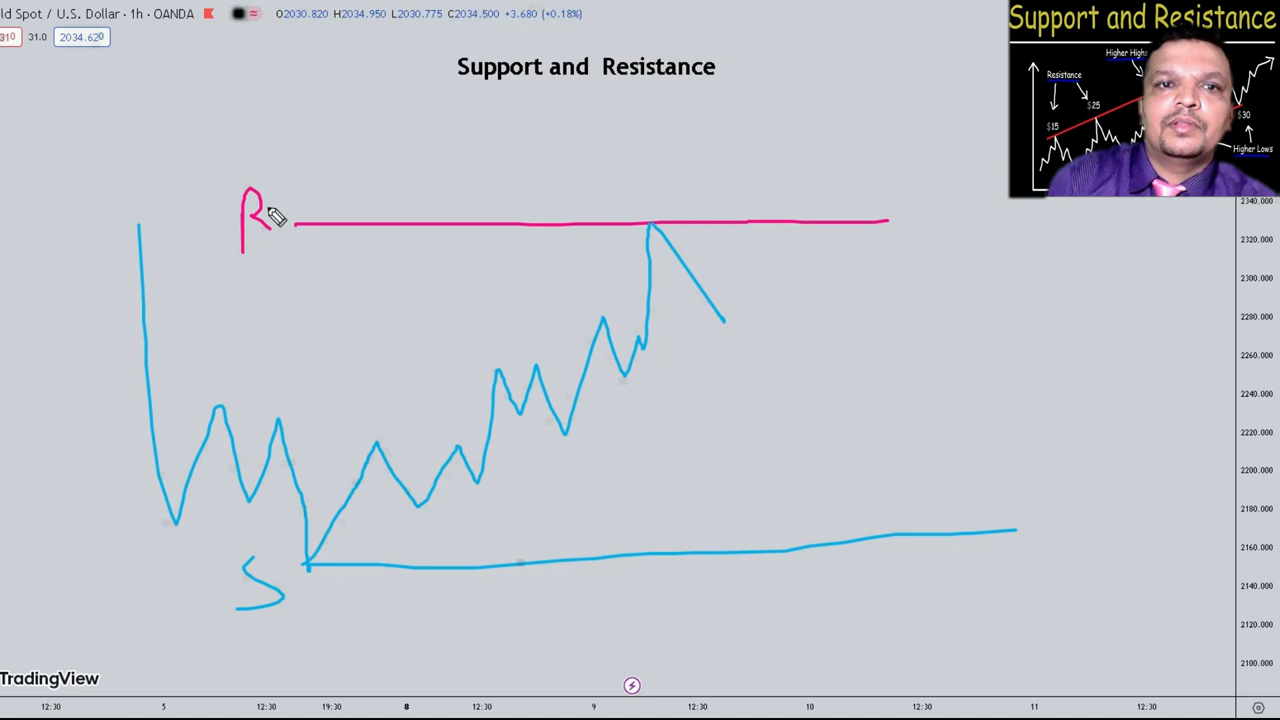 ld Spot / U.S. Dollar · 1h · OANDA O2030.820 H2034.950 L2030.775 C2034.500 +3.680 (+0.18%)
310 31.0 2034.620
Support and Resistance
Support and Resistance
Higher Highs
Resistance
$25
$15
$30
Higher Lows
R
S
2340.000
2320.000
2300.000
2280.000
2260.000
2240.000
2220.000
2200.000
2180.000
2160.000
2140.000
2120.000
2100.000
TradingView
12:30 5 12:30 19:30 8 12:30 9 12:30 10 12:30 11 12:30